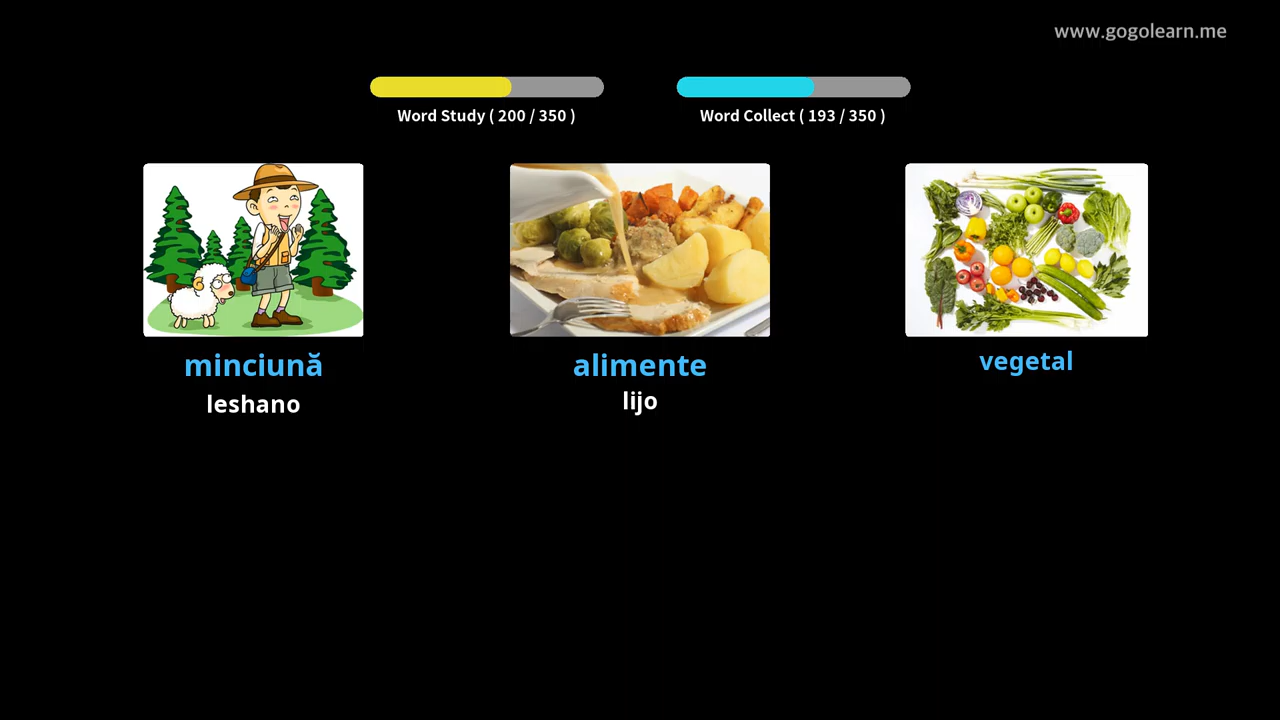 www.gogolearn.me
Word Study ( 200 / 350 )
Word Collect ( 193 / 350 )
minciună
leshano
alimente
lijo
vegetal